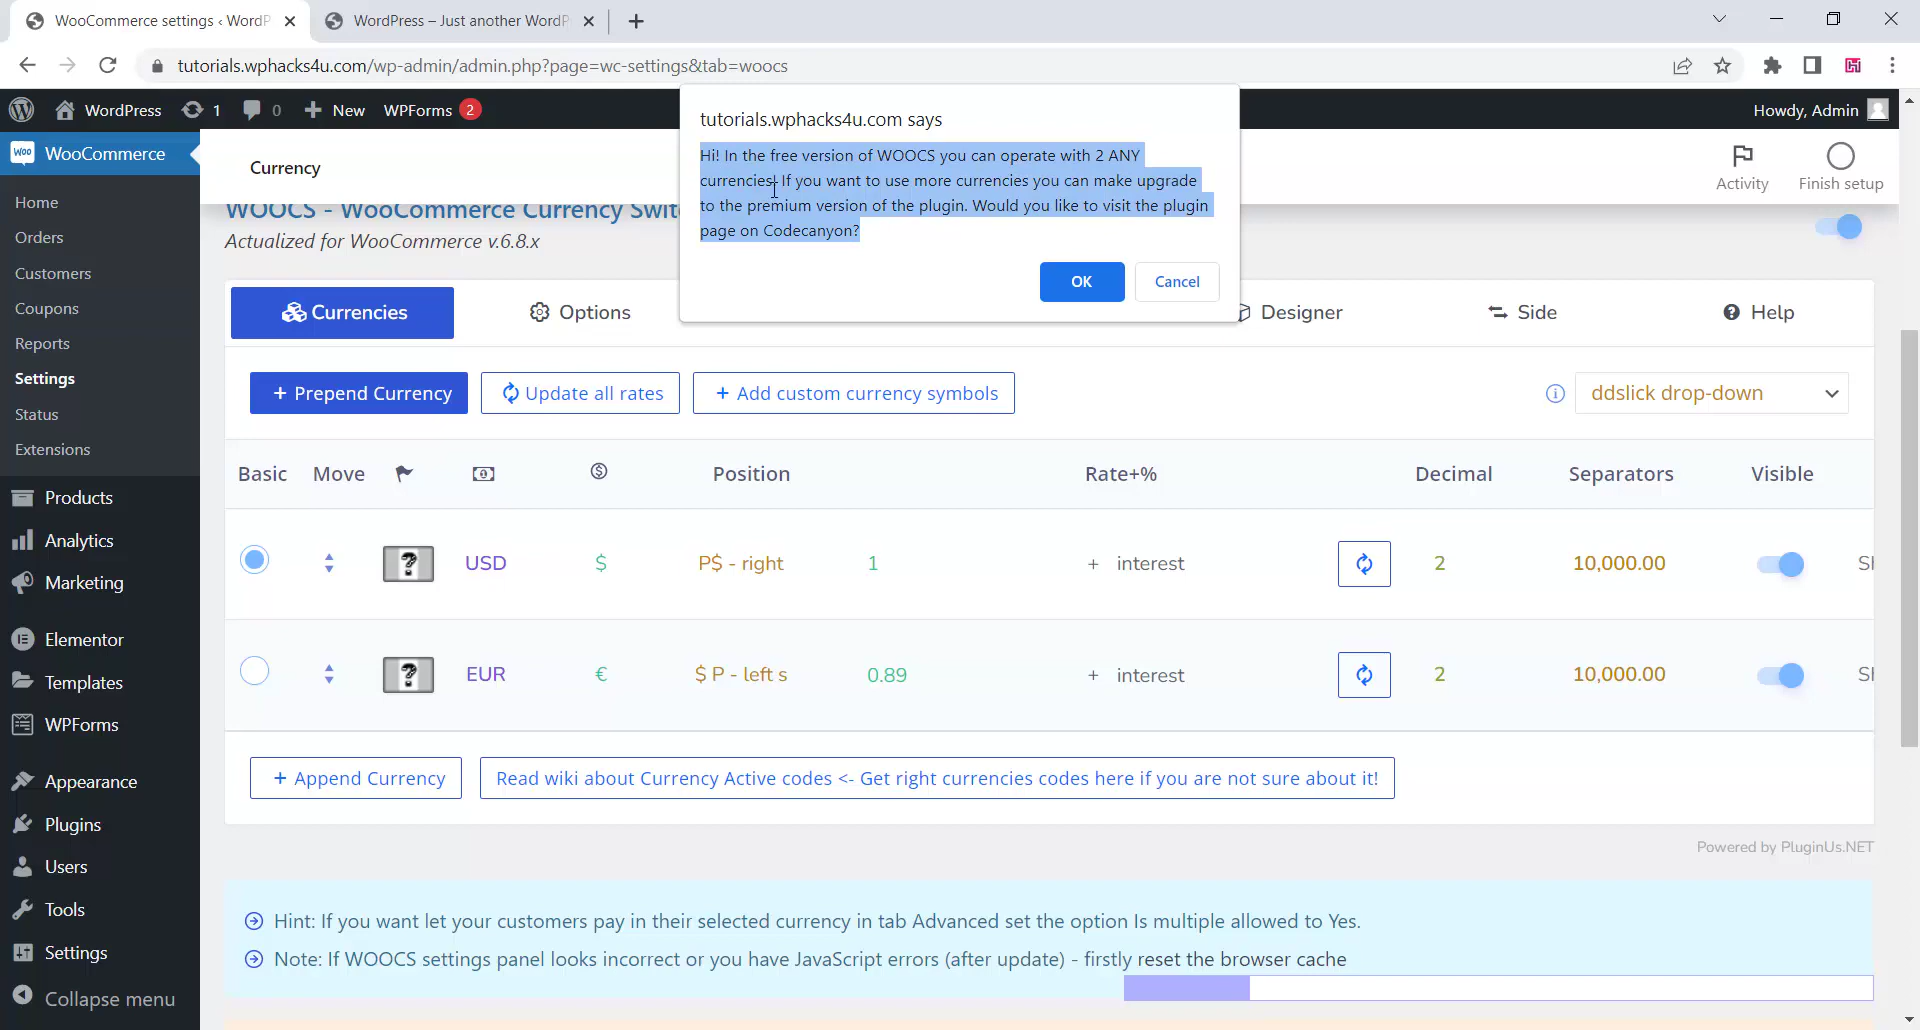 WooCommerce settings ‹ WordP
WordPress – Just another WordP
tutorials.wphacks4u.com/wp-admin/admin.php?page=wc-settings&tab=woocs
WordPress
1
0
New
WPForms
2
Howdy, Admin
tutorials.wphacks4u.com says
Hi! In the free version of WOOCS you can operate with 2 ANY
currencies! If you want to use more currencies you can make upgrade
to the premium version of the plugin. Would you like to visit the plugin
page on Codecanyon?
OK
Cancel
Woo
WooCommerce
Home
Orders
Customers
Coupons
Reports
Settings
Status
Extensions
Products
Analytics
Marketing
Elementor
Templates
WPForms
Appearance
Plugins
Users
Tools
Settings
Collapse menu
Currency
Activity
Finish setup
WOOCS - WooCommerce Currency Swit
Actualized for WooCommerce v.6.8.x
Currencies
Options
Designer
Side
Help
+ Prepend Currency
Update all rates
+ Add custom currency symbols
ddslick drop-down
Basic
Move
Position
Rate+%
Decimal
Separators
Visible
? USD $ P$ - right 1 + interest 2 10,000.00
? EUR € $ P - left s 0.89 + interest 2 10,000.00
+ Append Currency
Read wiki about Currency Active codes <- Get right currencies codes here if you are not sure about it!
Powered by PluginUs.NET
Hint: If you want let your customers pay in their selected currency in tab Advanced set the option Is multiple allowed to Yes.
Note: If WOOCS settings panel looks incorrect or you have JavaScript errors (after update) - firstly reset the browser cache